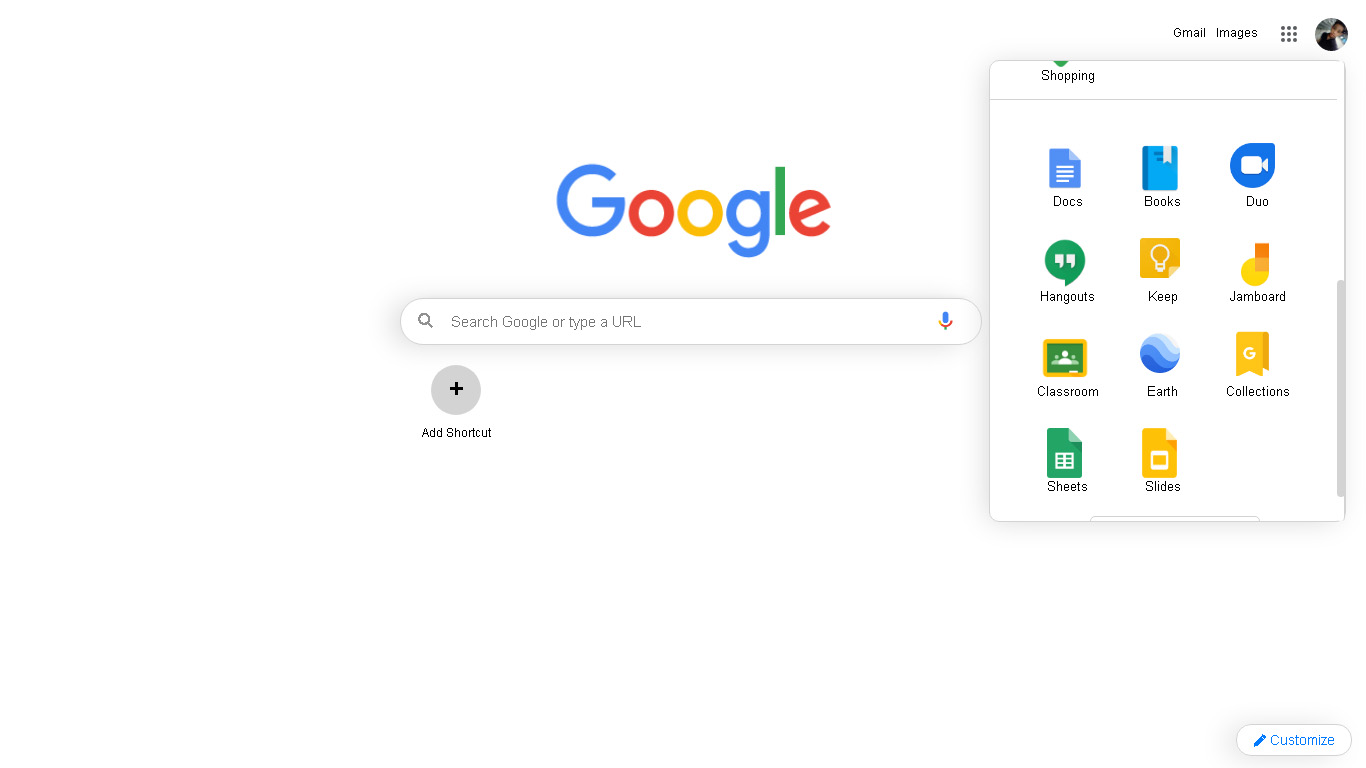 Gmail Images
Shopping
Docs Books Duo
Google
Hangouts Keep Jamboard
Search Google or type a URL
G
Classroom Earth Collections
Add Shortcut
Sheets Slides
Customize